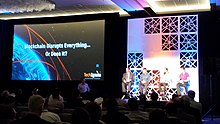 Blockchain Disrupts Everything...
Or Does it?